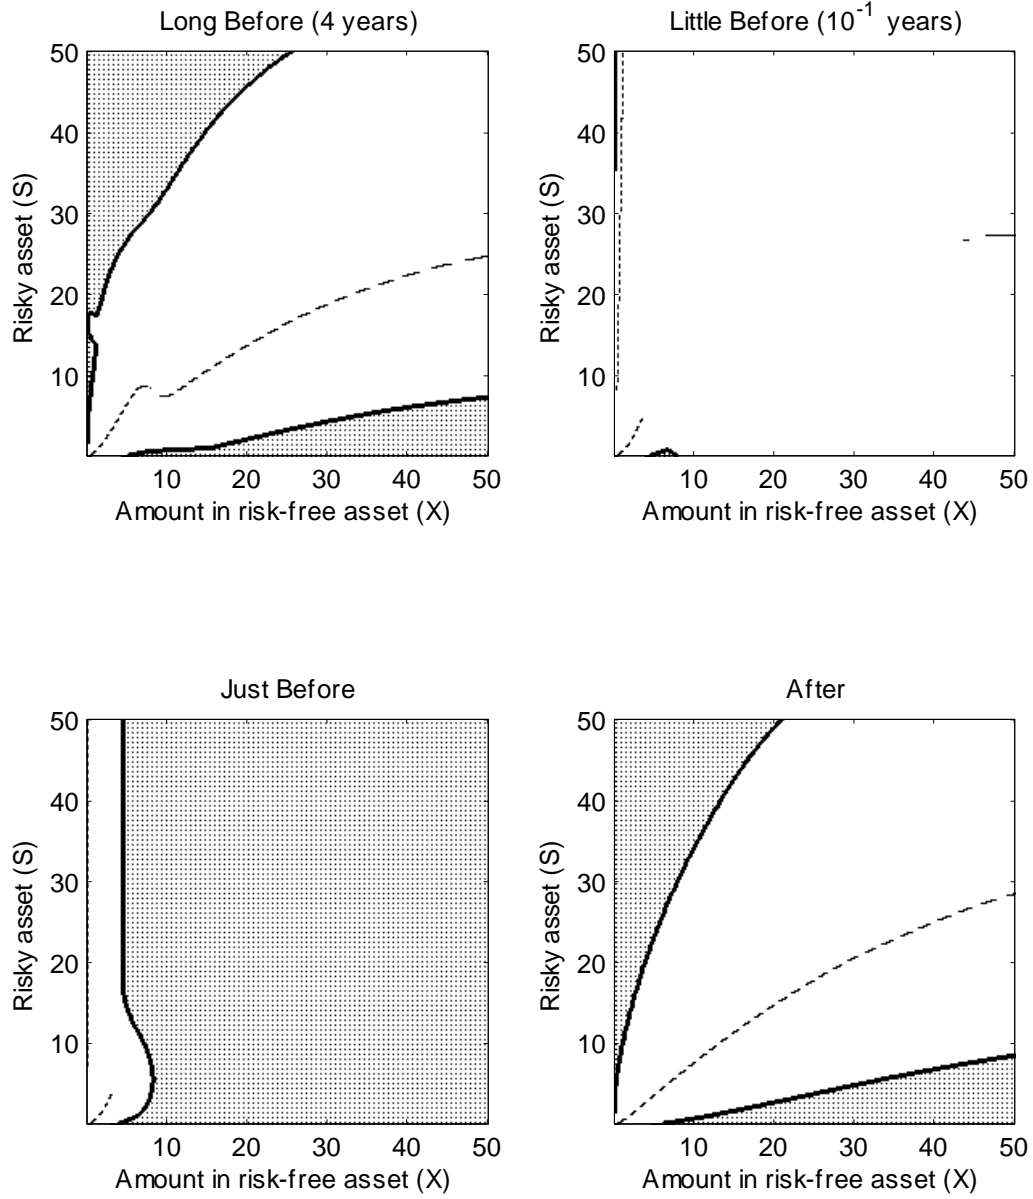 Long Before (4 years)
50
40
30
20
10
Risky asset (S)
10 20 30 40 50
Amount in risk-free asset (X)
Little Before (10^-1 years)
50
40
30
20
10
Risky asset (S)
10 20 30 40 50
Amount in risk-free asset (X)
Just Before
50
40
30
20
10
Risky asset (S)
10 20 30 40 50
Amount in risk-free asset (X)
After
50
40
30
20
10
Risky asset (S)
10 20 30 40 50
Amount in risk-free asset (X)